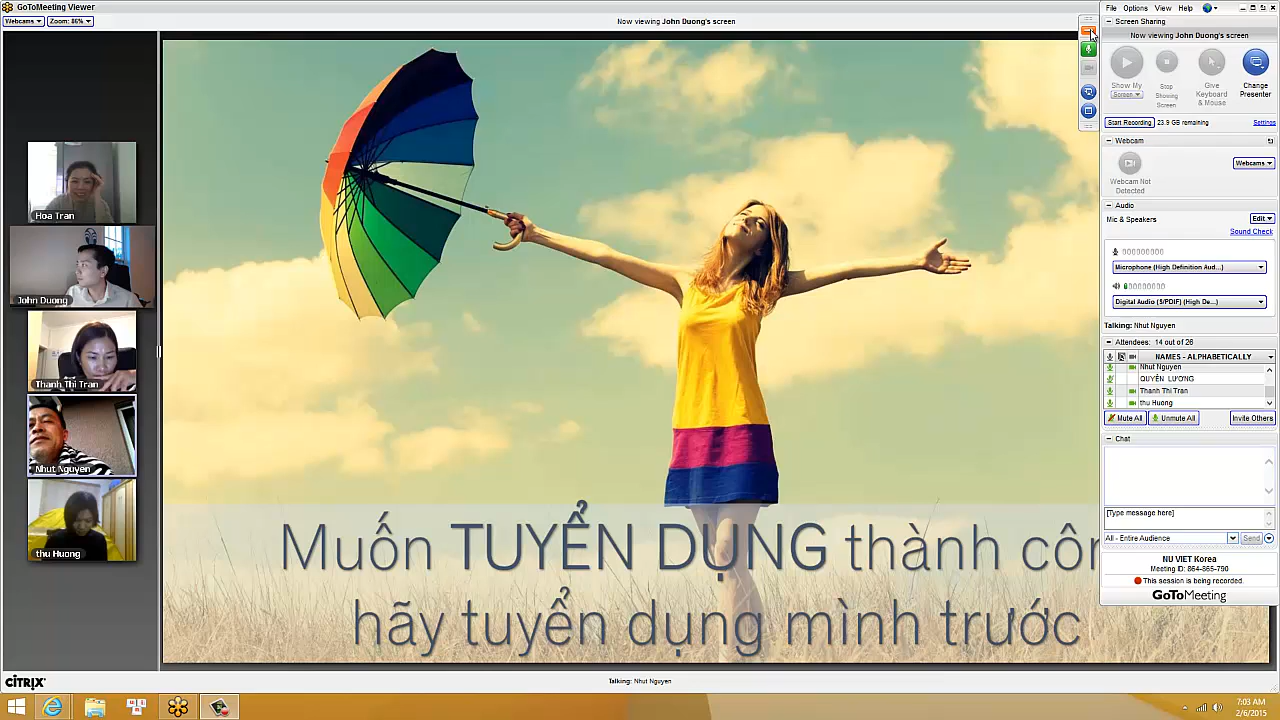 GoToMeeting Viewer
Webcams
Zoom: 86%
Now viewing John Duong's screen
Hoa Tran
John Duong
Thanh Thi Tran
Nhut Nguyen
thu Huong
Muốn TUYỂN DỤNG thành côn
hãy tuyển dụng mình trước
File Options View Help
Screen Sharing
Now viewing John Duong's screen
Show My Screen
Stop Showing Screen
Give Keyboard & Mouse
Change Presenter
Start Recording 23.9 GB remaining Settings
Webcam
Webcam Not Detected
Webcams
Audio
Mic & Speakers Edit
Sound Check
Microphone (High Definition Aud...)
Digital Audio (S/PDIF) (High De...)
Talking: Nhut Nguyen
Attendees: 14 out of 26
NAMES - ALPHABETICALLY
Nhut Nguyen
QUYÊN LƯƠNG
Thanh Thi Tran
thu Huong
Mute All Unmute All Invite Others
Chat
[Type message here]
All - Entire Audience Send
NU VIET Korea
Meeting ID: 864-865-790
This session is being recorded.
GoToMeeting
CITRIX
Talking: Nhut Nguyen
7:03 AM
2/6/2015